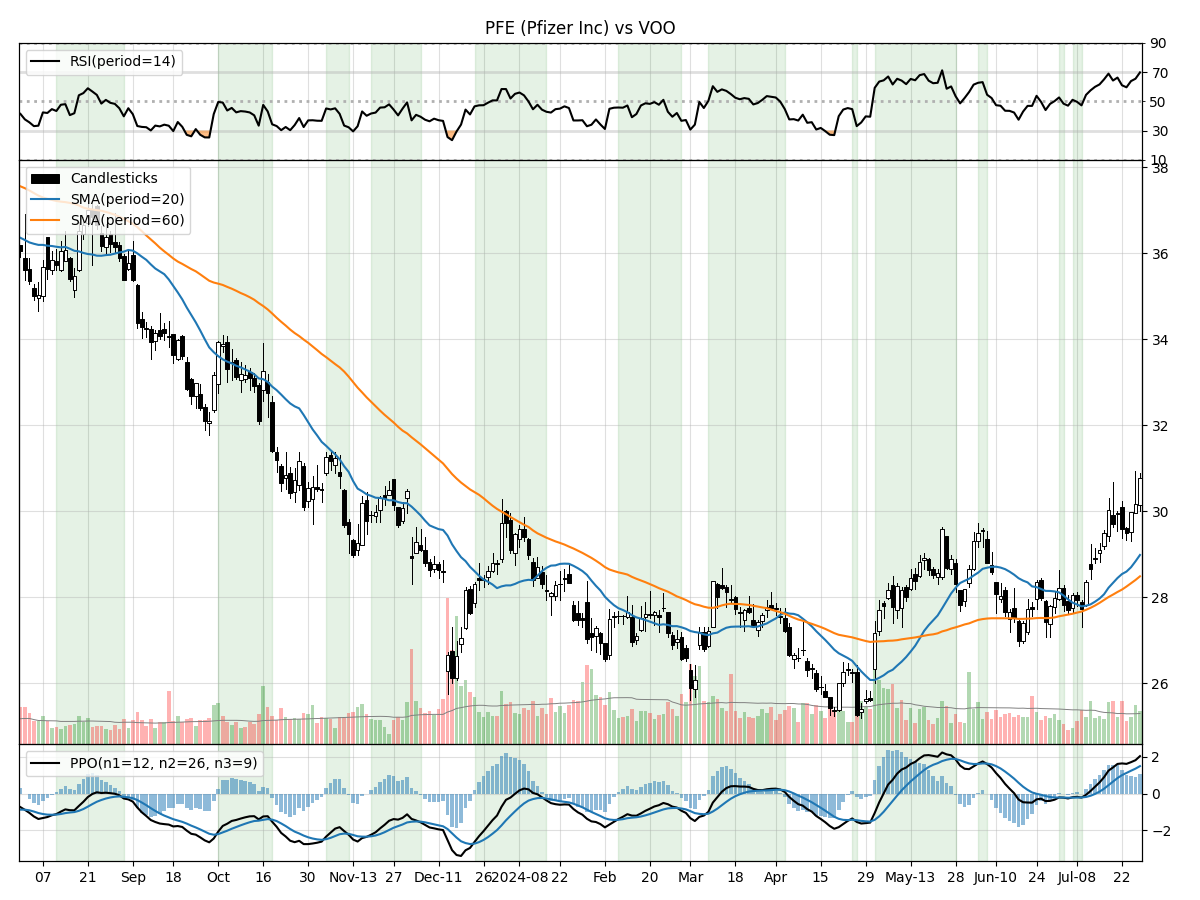 PFE (Pfizer Inc) vs VOO
RSI(period=14)
90
70
50
30
10
Candlesticks
SMA(period=20)
SMA(period=60)
38
36
34
32
30
28
26
PPO(n1=12, n2=26, n3=9)
2
0
−2
07 21 Sep 18 Oct 16 30 Nov-13 27 Dec-11 26 2024-08 22 Feb 20 Mar 18 Apr 15 29 May-13 28 Jun-10 24 Jul-08 22